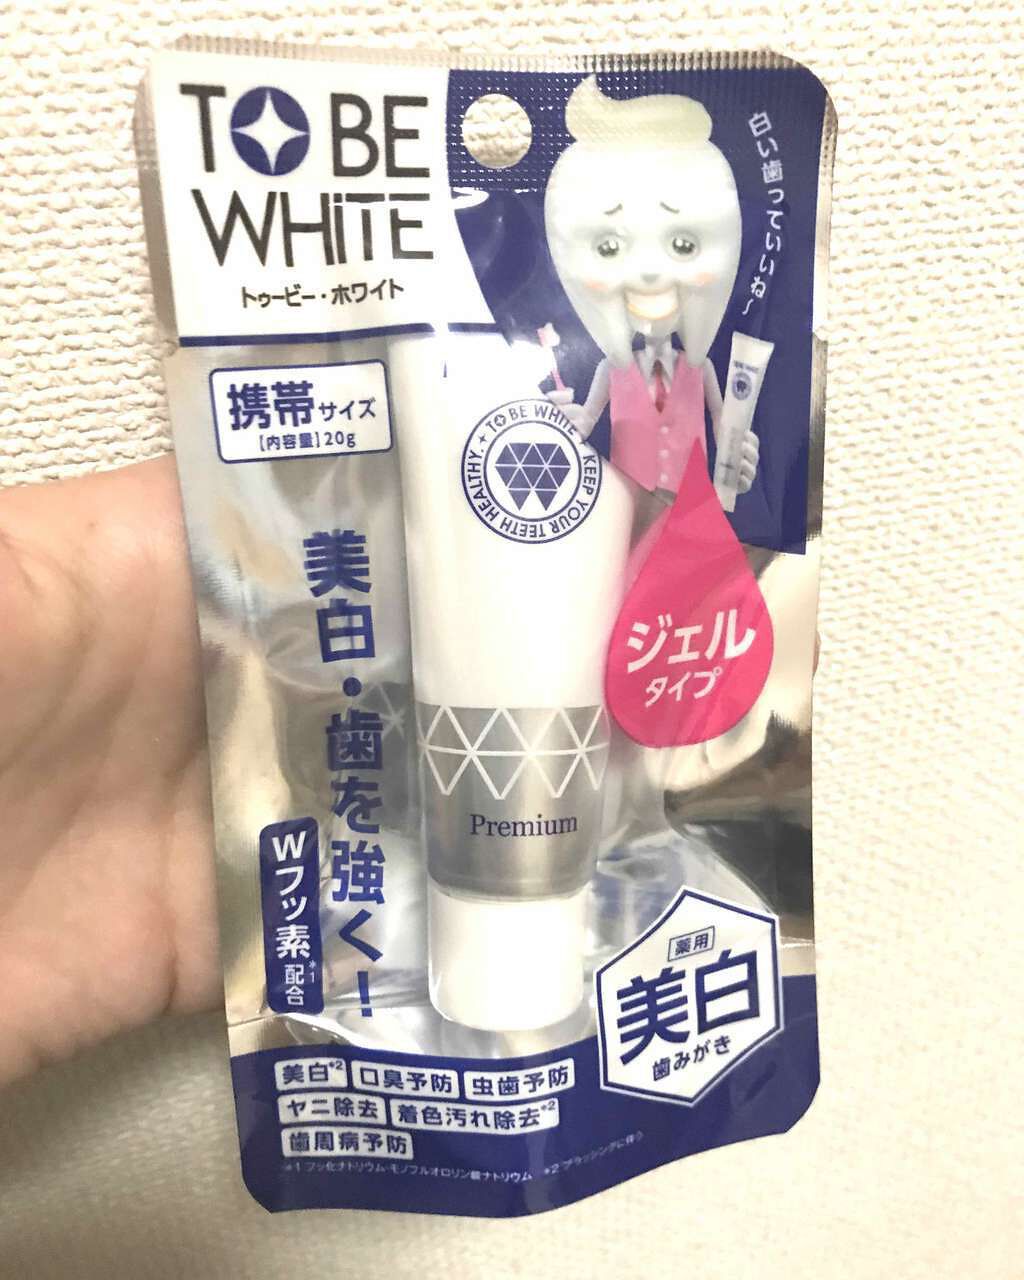 TO BE
WHiTE
トゥービー・ホワイト
白い歯っていいね〜
携帯サイズ
【内容量】20g
TO BE WHITE
KEEP YOUR TEETH HEALTHY.
ジェル
タイプ
美白・歯を強く!
Wフッ素配合*1
Premium
薬用
美白
歯みがき
美白*2 口臭予防 虫歯予防
ヤニ除去 着色汚れ除去*2
歯周病予防
*1 フッ化ナトリウム・モノフルオロリン酸ナトリウム *2 ブラッシングに伴う